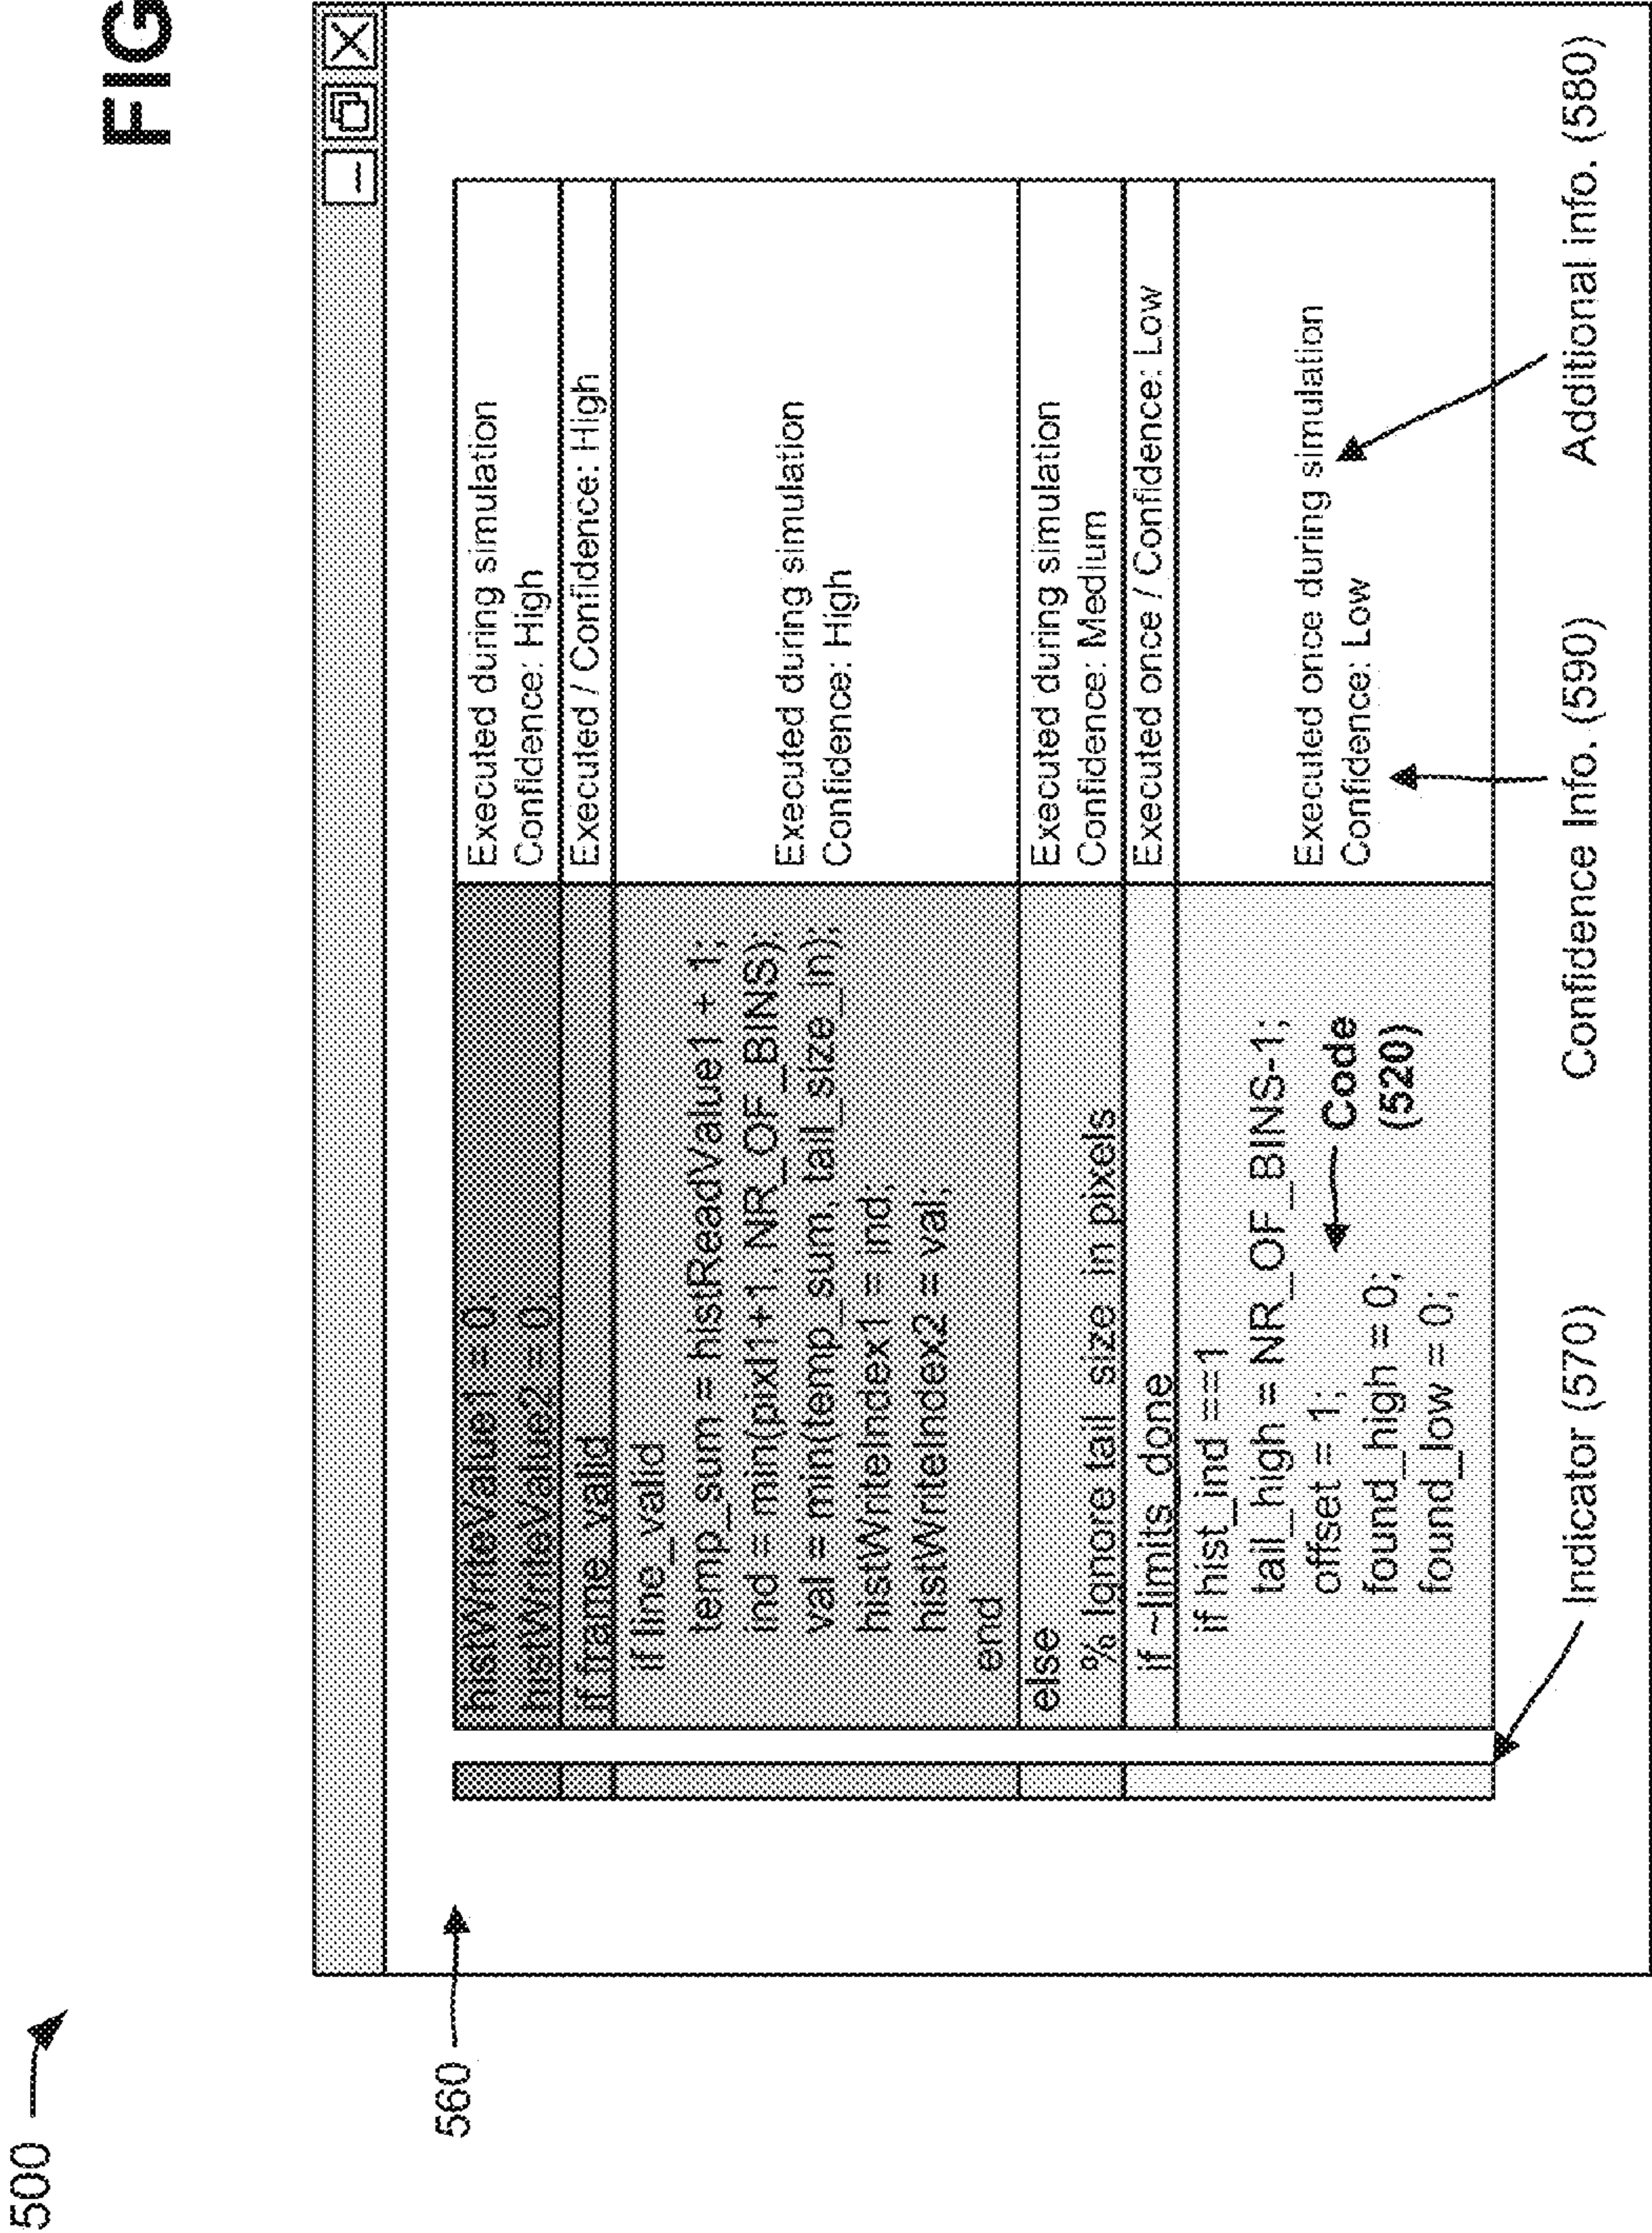 500
FIG
560
histWriteValue1 = 0;
histWriteValue2 = 0;
Executed during simulation
Confidence: High
if frame_valid
Executed / Confidence: High
if line_valid
temp_sum = histReadValue1 + 1;
ind = min(pixl1+1, NR_OF_BINS);
val = min(temp_sum, tail_size_in);
histWriteIndex1 = ind;
histWriteIndex2 = val;
end
Executed during simulation
Confidence: High
else
% Ignore tail_size in pixels
Executed during simulation
Confidence: Medium
if ~limits_done
Executed once / Confidence: Low
if hist_ind ==1
tail_high = NR_OF_BINS-1;
offset = 1;
found_high = 0;
found_low = 0;
Code
(520)
Executed once during simulation
Confidence: Low
Indicator (570)
Confidence Info. (590)
Additional info. (580)